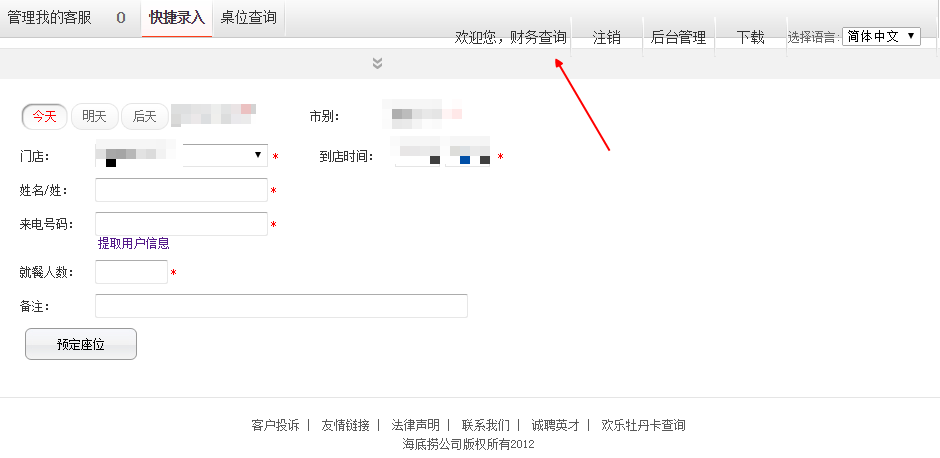 管理我的客服 0 快捷录入 桌位查询
欢迎您，财务查询 注销 后台管理 下载 选择语言: 简体中文
今天 明天 后天 市别:
门店: * 到店时间: *
姓名/姓: *
来电号码: *
提取用户信息
就餐人数: *
备注:
预定座位
客户投诉 | 友情链接 | 法律声明 | 联系我们 | 诚聘英才 | 欢乐牡丹卡查询
海底捞公司版权所有2012